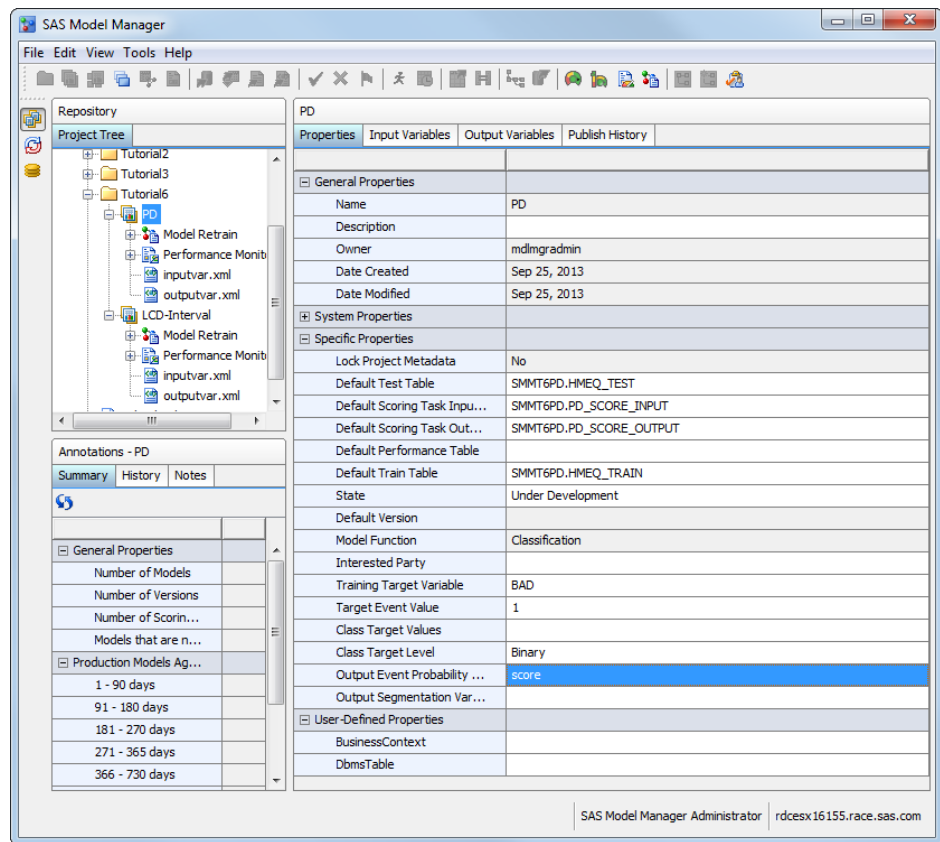 SAS Model Manager
File Edit View Tools Help
Repository
Project Tree
Tutorial2
Tutorial3
Tutorial6
PD
Model Retrain
Performance Monit
inputvar.xml
outputvar.xml
LCD-Interval
Model Retrain
Performance Monit
inputvar.xml
outputvar.xml
Annotations - PD
Summary History Notes
General Properties
Number of Models
Number of Versions
Number of Scorin...
Models that are n...
Production Models Ag...
1 - 90 days
91 - 180 days
181 - 270 days
271 - 365 days
366 - 730 days
PD
Properties Input Variables Output Variables Publish History
General Properties
Name PD
Description
Owner mdlmgradmin
Date Created Sep 25, 2013
Date Modified Sep 25, 2013
System Properties
Specific Properties
Lock Project Metadata No
Default Test Table SMMT6PD.HMEQ_TEST
Default Scoring Task Inpu... SMMT6PD.PD_SCORE_INPUT
Default Scoring Task Out... SMMT6PD.PD_SCORE_OUTPUT
Default Performance Table
Default Train Table SMMT6PD.HMEQ_TRAIN
State Under Development
Default Version
Model Function Classification
Interested Party
Training Target Variable BAD
Target Event Value 1
Class Target Values
Class Target Level Binary
Output Event Probability ... score
Output Segmentation Var...
User-Defined Properties
BusinessContext
DbmsTable
SAS Model Manager Administrator rdcesx16155.race.sas.com